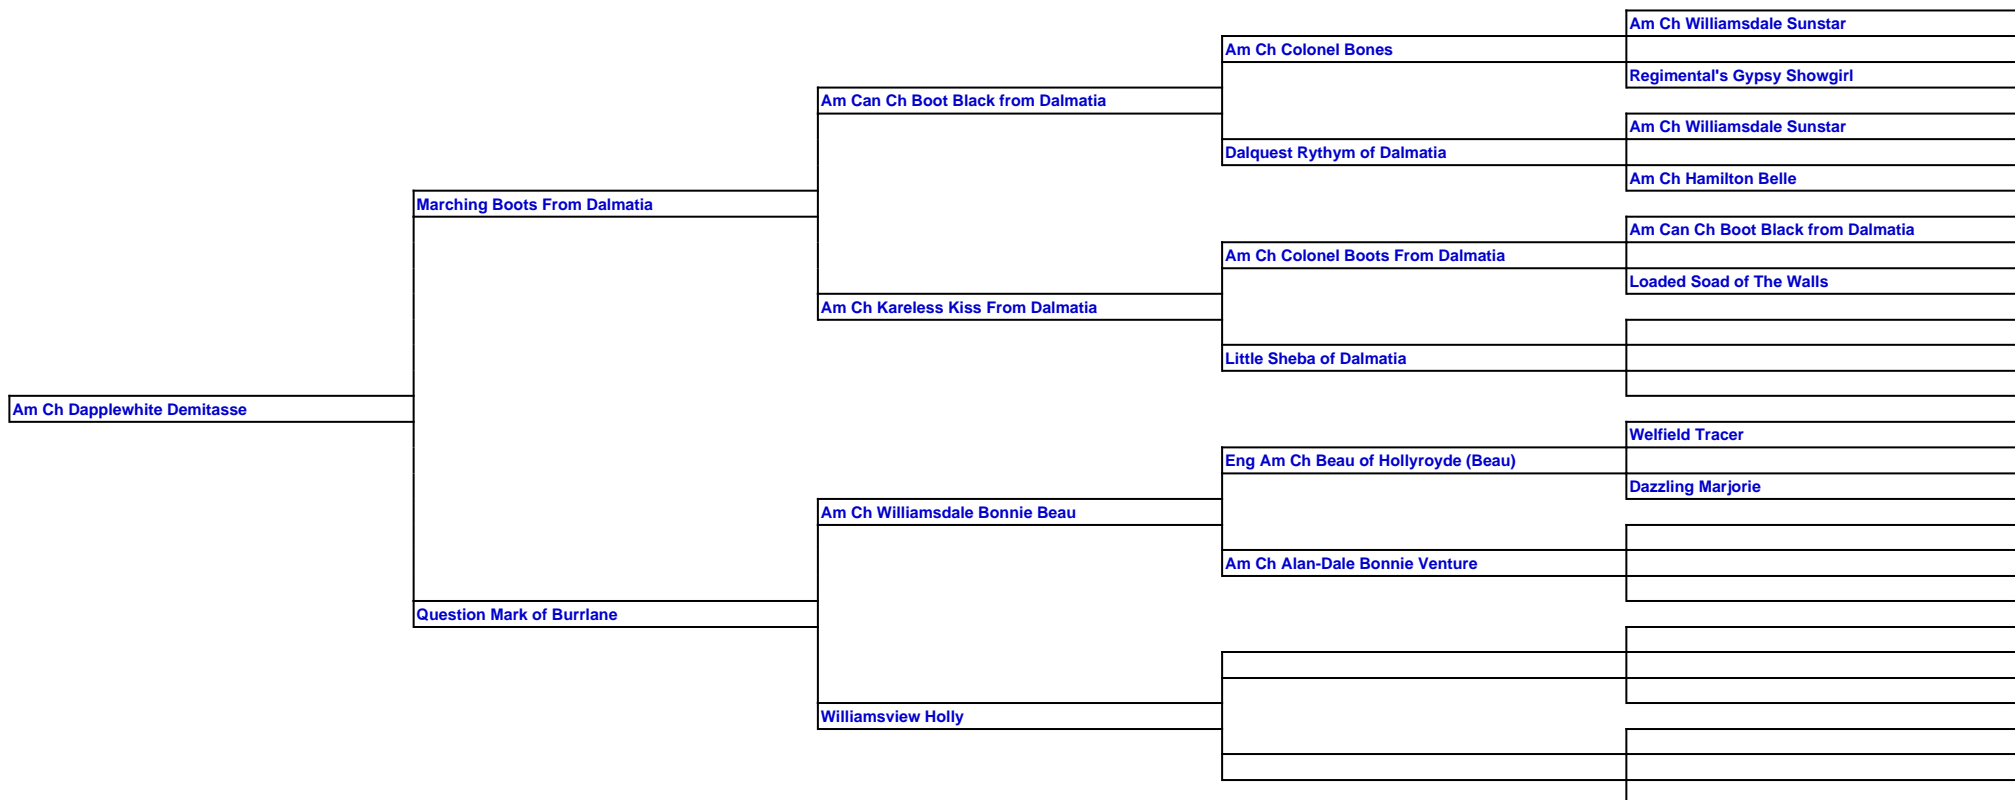 Am Ch Williamsdale Sunstar
Am Ch Colonel Bones
Regimental's Gypsy Showgirl
Am Can Ch Boot Black from Dalmatia
Am Ch Williamsdale Sunstar
Dalquest Rythym of Dalmatia
Am Ch Hamilton Belle
Marching Boots From Dalmatia
Am Can Ch Boot Black from Dalmatia
Am Ch Colonel Boots From Dalmatia
Loaded Soad of The Walls
Am Ch Kareless Kiss From Dalmatia
Little Sheba of Dalmatia
Am Ch Dapplewhite Demitasse
Welfield Tracer
Eng Am Ch Beau of Hollyroyde (Beau)
Dazzling Marjorie
Am Ch Williamsdale Bonnie Beau
Am Ch Alan-Dale Bonnie Venture
Question Mark of Burrlane
Williamsview Holly